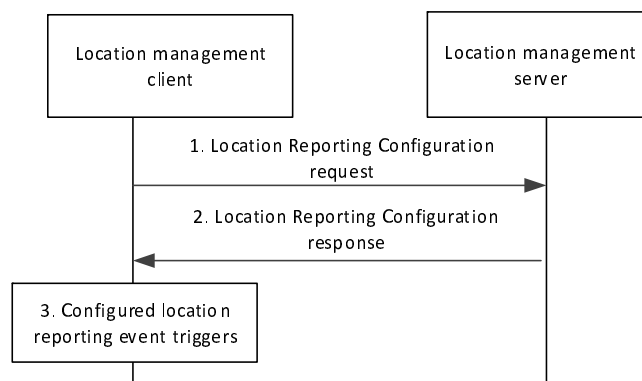 Location management
client
Location management
server
1. Location Reporting Configuration
request
2. Location Reporting Configuration
response
3. Configured location
reporting event triggers